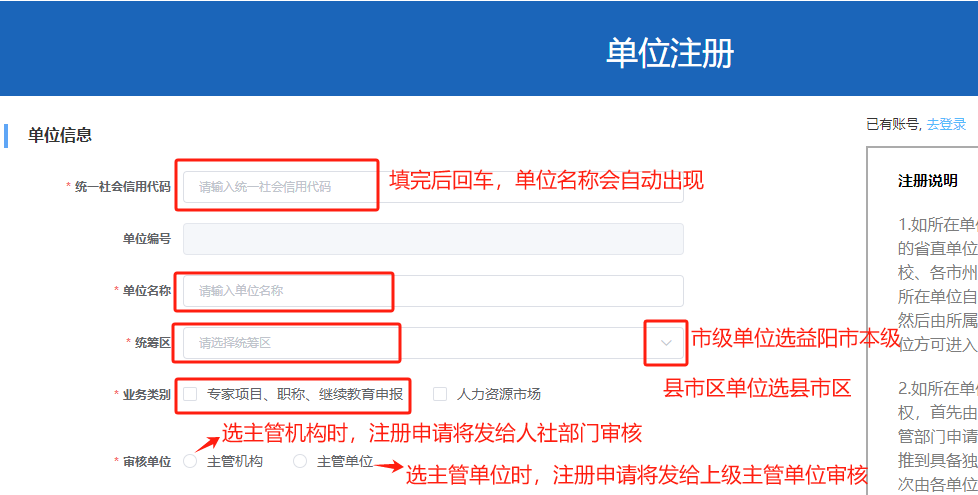 单位注册
已有账号, 去登录
单位信息
* 统一社会信用代码 请输入统一社会信用代码 填完后回车，单位名称会自动出现
单位编号
* 单位名称 请输入单位名称
* 统筹区 请选择统筹区 市级单位选益阳市本级
县市区单位选县市区
* 业务类别 专家项目、职称、继续教育申报 人力资源市场
选主管机构时，注册申请将发给人社部门审核
* 审核单位 主管机构 主管单位
选主管单位时，注册申请将发给上级主管单位审核
注册说明
1.如所在单
的省直单位
校、各市州
所在单位自
然后由所属
位方可进入
2.如所在单
权，首先由
管部门申请
推到具备独
次由各单位